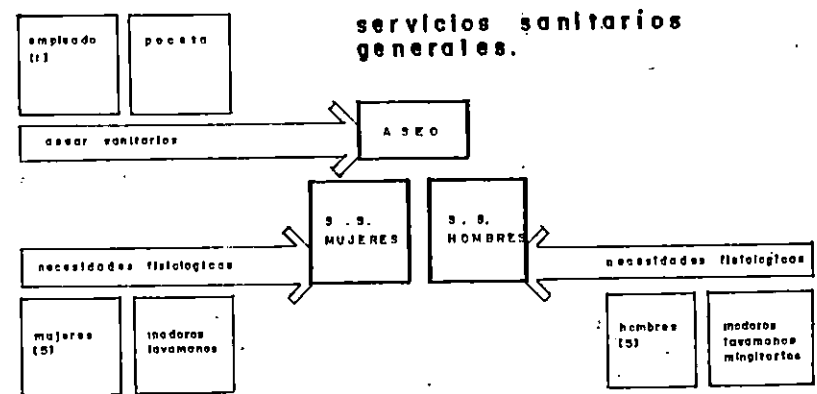 servicios sanitarios
generales.
empleado
(1)
poceta
asear sanitarios
ASEO
S.S.
MUJERES
S.S.
HOMBRES
necesidades fisiologicas
necesidades fisiologicas
mujeres
(5)
inodoros
lavamanos
hombres
(5)
inodoros
lavamanos
mingitorios